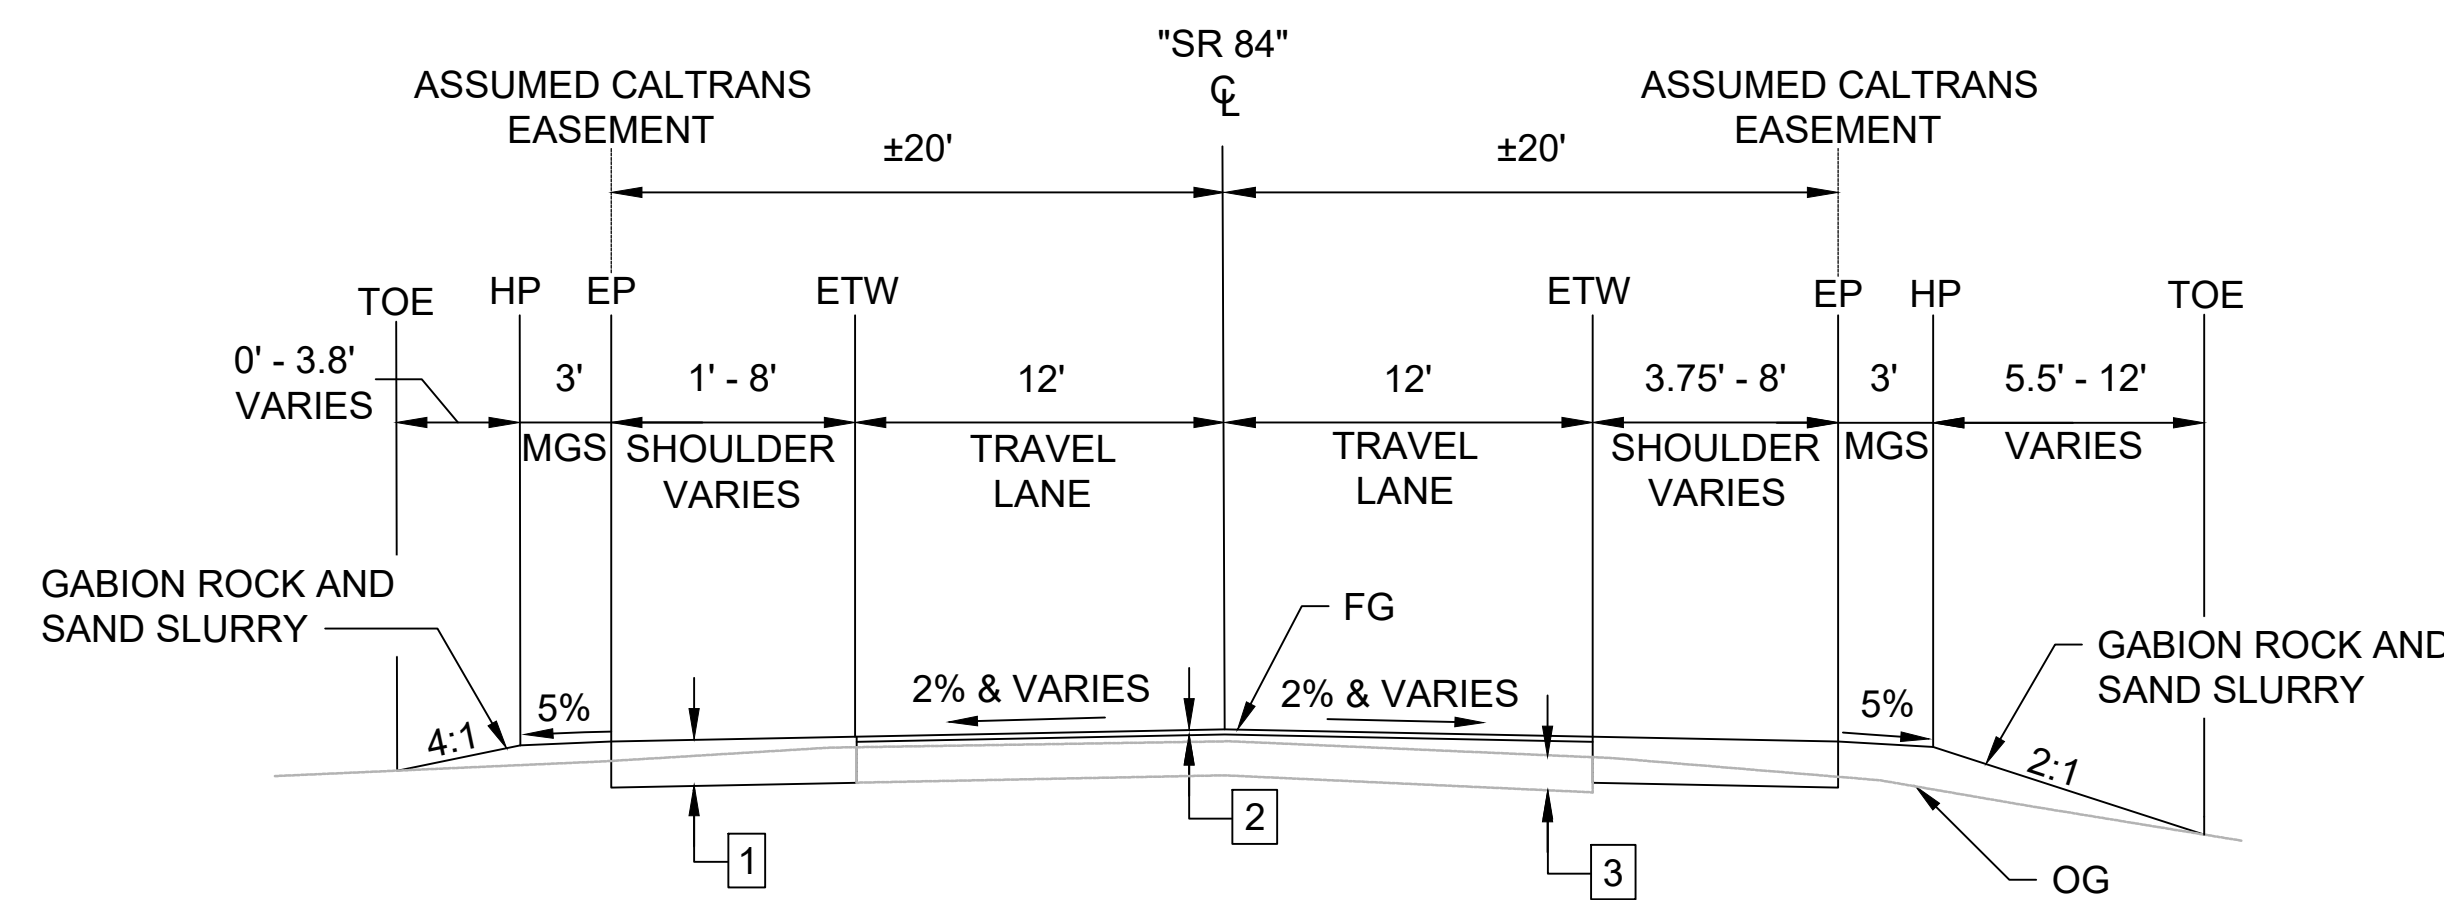 "SR 84"
℄
ASSUMED CALTRANS
EASEMENT
ASSUMED CALTRANS
EASEMENT
±20'
±20'
TOE
HP
EP
ETW
ETW
EP
HP
TOE
0' - 3.8'
VARIES
3'
MGS
1' - 8'
SHOULDER
VARIES
12'
TRAVEL
LANE
12'
TRAVEL
LANE
3.75' - 8'
SHOULDER
VARIES
3'
MGS
5.5' - 12'
VARIES
GABION ROCK AND
SAND SLURRY
FG
GABION ROCK AND
SAND SLURRY
4:1
5%
2% & VARIES
2% & VARIES
5%
2:1
1
2
3
OG